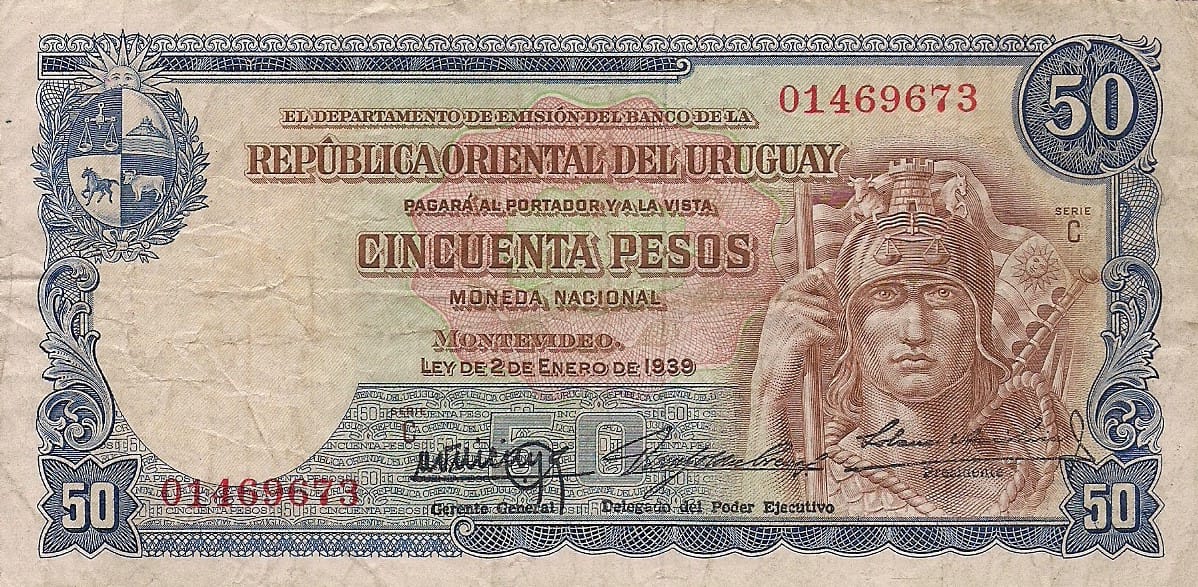 01469673
50
EL DEPARTAMENTO DE EMISIÓN DEL BANCO DE LA
REPÚBLICA ORIENTAL DEL URUGUAY
PAGARÁ AL PORTADOR Y A LA VISTA
SERIE
C
CINCUENTA PESOS
MONEDA NACIONAL
MONTEVIDEO.
LEY DE 2 DE ENERO DE 1939
SERIE
C
50
Presidente
01469673
Gerente General
Delegado del Poder Ejecutivo
50
50